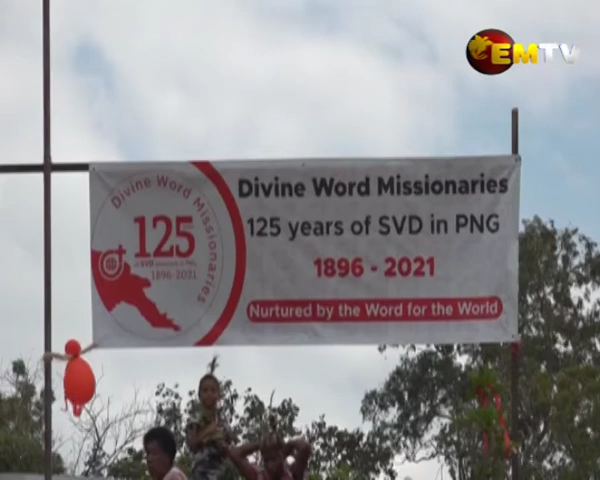 EMTV
Divine Word Missionaries
125
1896-2021
Divine Word Missionaries
125 years of SVD in PNG
1896 - 2021
Nurtured by the Word for the World